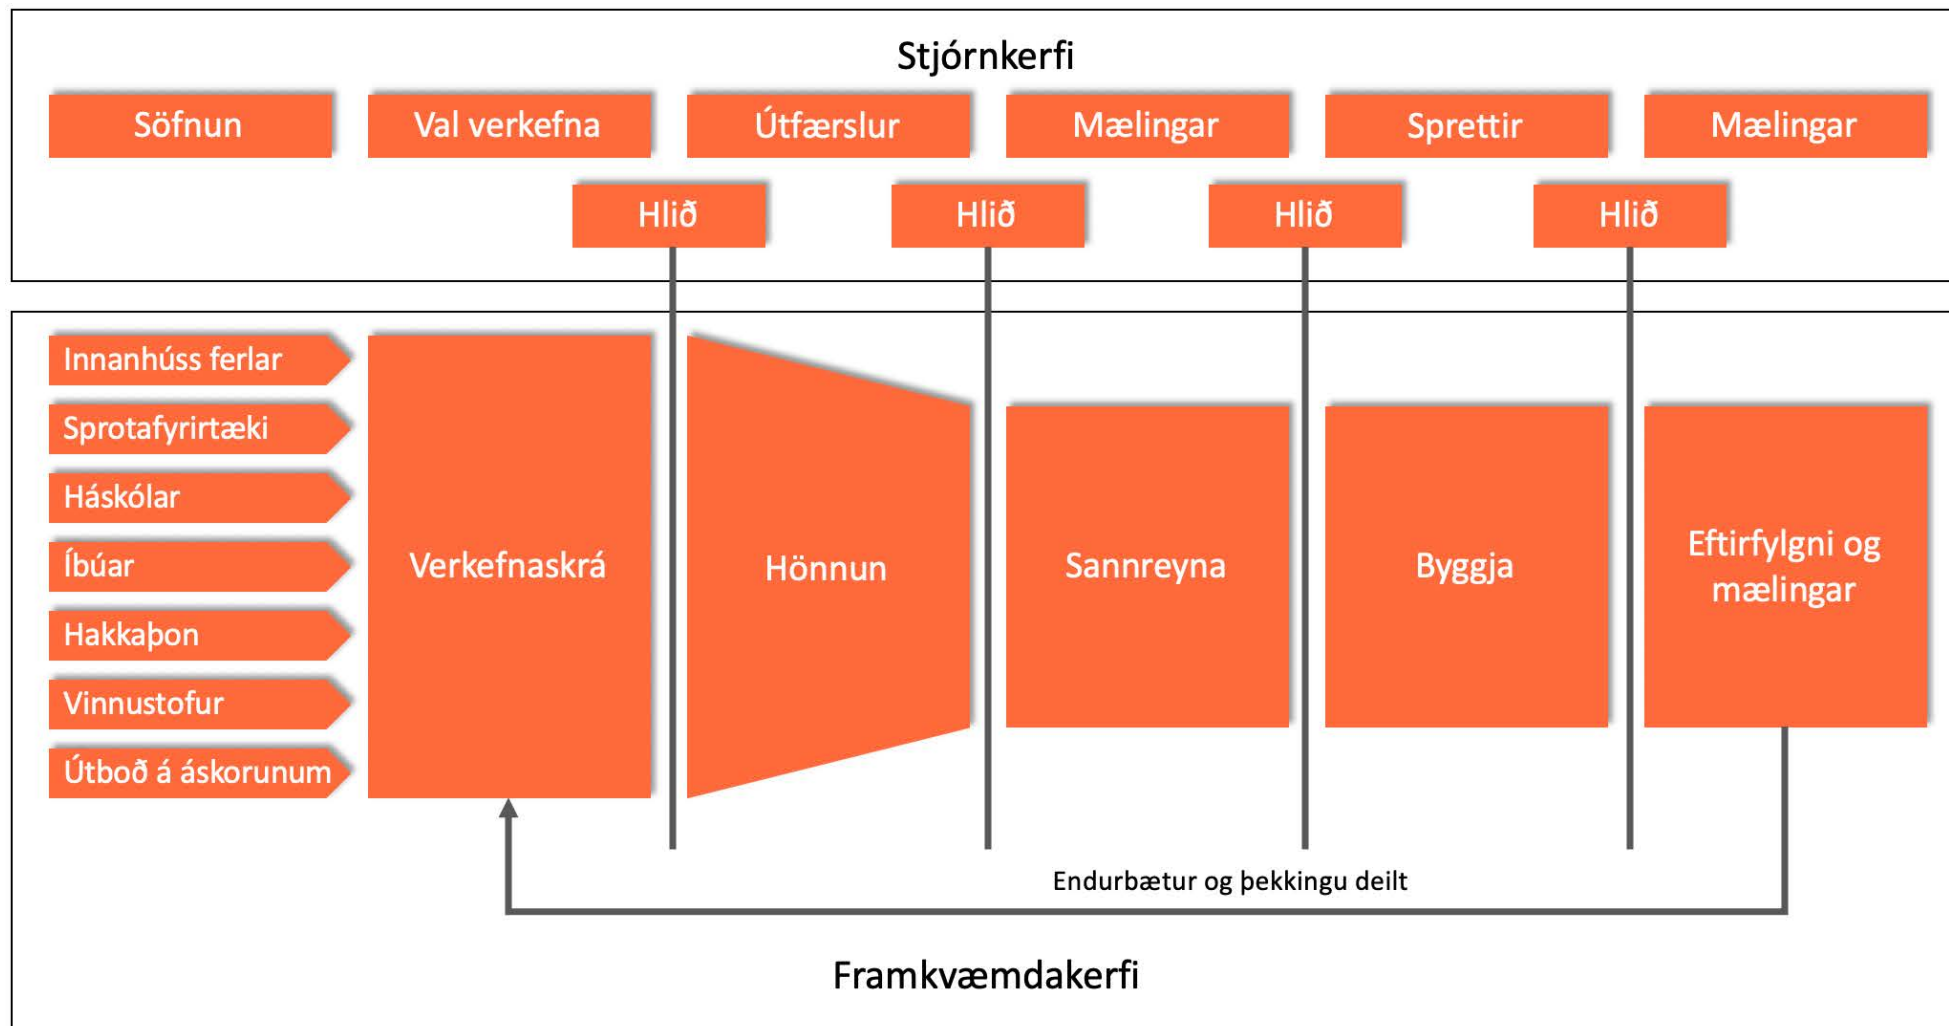 Stjórnkerfi
Söfnun
Val verkefna
Útfærslur
Mælingar
Sprettir
Mælingar
Hlið
Hlið
Hlið
Hlið
Innanhúss ferlar
Sprotafyrirtæki
Háskólar
Íbúar
Hakkaþon
Vinnustofur
Útboð á áskorunum
Verkefnaskrá
Hönnun
Sannreyna
Byggja
Eftirfylgni og
mælingar
Endurbætur og þekkingu deilt
Framkvæmdakerfi